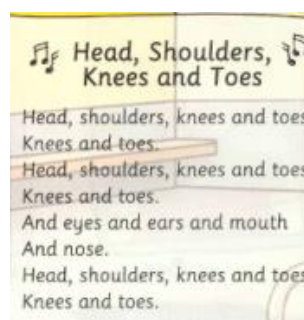 Head, Shoulders,
Knees and Toes
Head, shoulders, knees and toes
Knees and toes.
Head, shoulders, knees and toes
Knees and toes.
And eyes and ears and mouth
And nose.
Head, shoulders, knees and toes
Knees and toes.